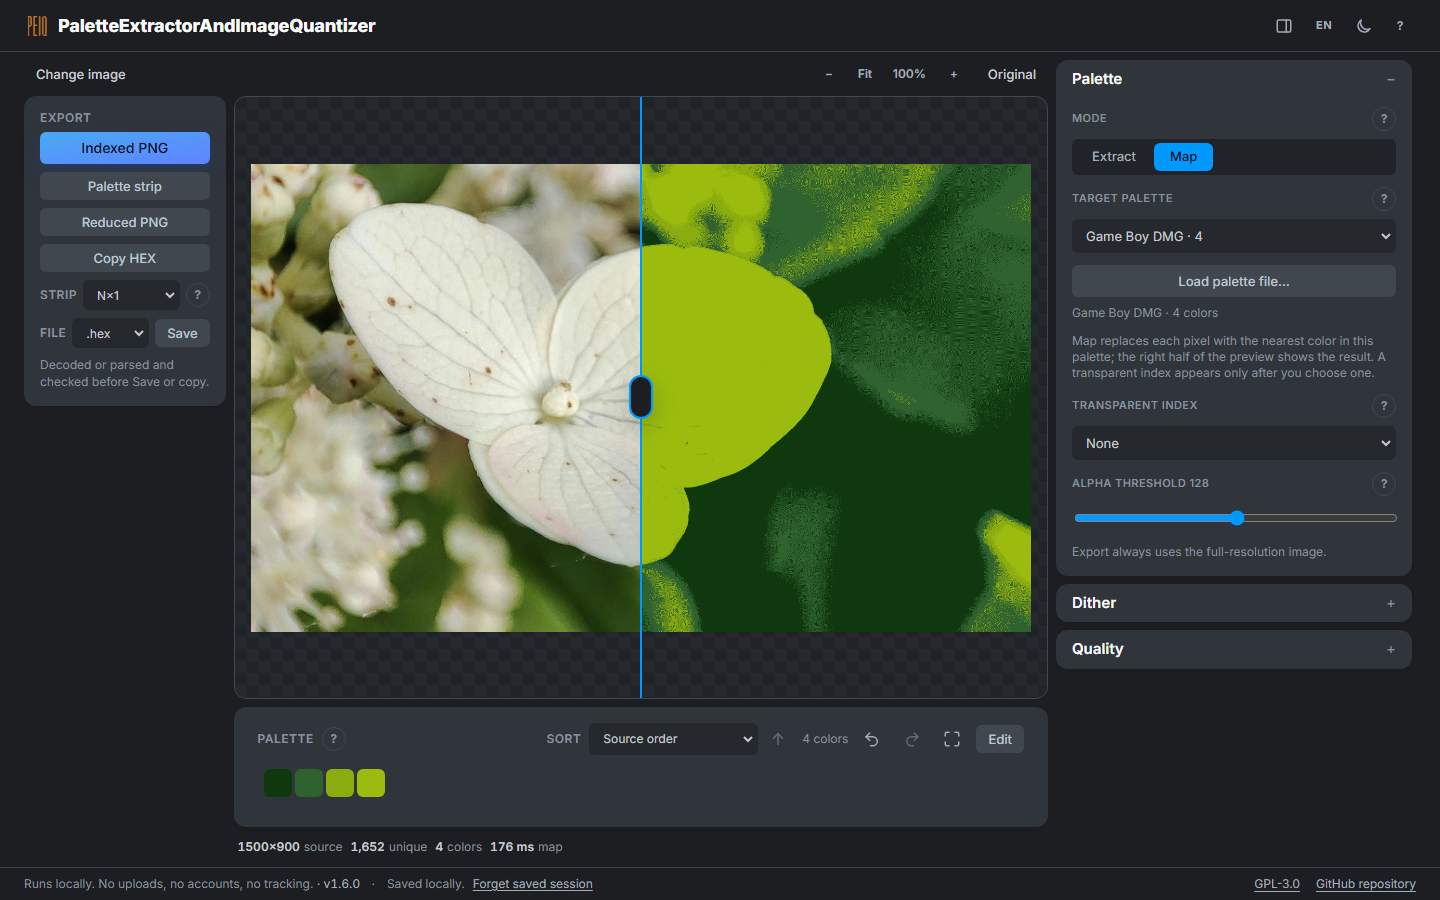 PEIQ PaletteExtractorAndImageQuantizer
EN
?
Change image
− Fit 100% + Original
EXPORT
Indexed PNG
Palette strip
Reduced PNG
Copy HEX
STRIP N×1 ?
FILE .hex Save
Decoded or parsed and
checked before Save or copy.
Palette −
MODE ?
Extract Map
TARGET PALETTE ?
Game Boy DMG · 4
Load palette file...
Game Boy DMG · 4 colors
Map replaces each pixel with the nearest color in this
palette; the right half of the preview shows the result. A
transparent index appears only after you choose one.
TRANSPARENT INDEX ?
None
ALPHA THRESHOLD 128 ?
Export always uses the full-resolution image.
Dither +
Quality +
PALETTE ? SORT Source order 4 colors Edit
1500×900 source 1,652 unique 4 colors 176 ms map
Runs locally. No uploads, no accounts, no tracking. · v1.6.0 · Saved locally. Forget saved session
GPL-3.0 GitHub repository